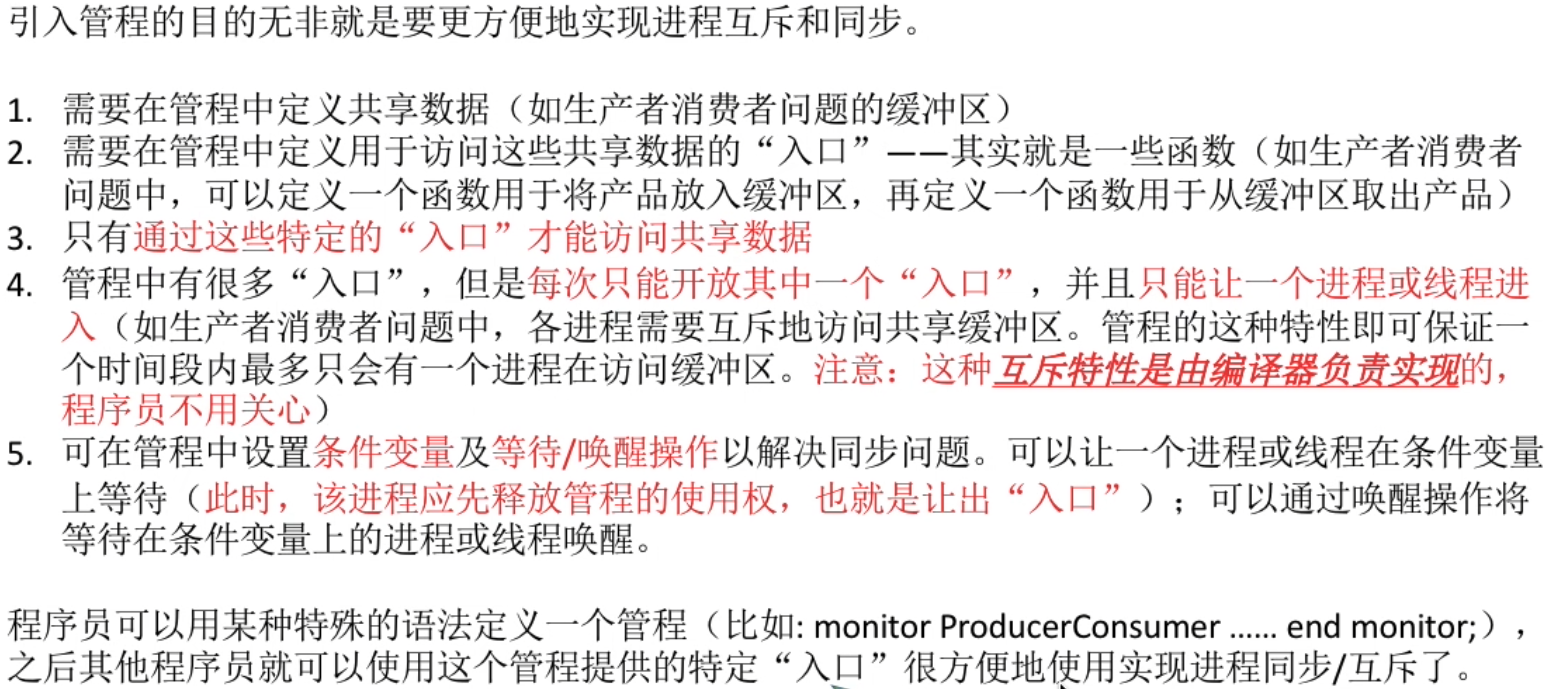 引入管程的目的无非就是要更方便地实现进程互斥和同步。
1. 需要在管程中定义共享数据（如生产者消费者问题的缓冲区）
2. 需要在管程中定义用于访问这些共享数据的“入口”——其实就是一些函数（如生产者消费者
问题中，可以定义一个函数用于将产品放入缓冲区，再定义一个函数用于从缓冲区取出产品）
3. 只有通过这些特定的“入口”才能访问共享数据
4. 管程中有很多“入口”，但是每次只能开放其中一个“入口”，并且只能让一个进程或线程进
入（如生产者消费者问题中，各进程需要互斥地访问共享缓冲区。管程的这种特性即可保证一
个时间段内最多只会有一个进程在访问缓冲区。注意：这种互斥特性是由编译器负责实现的，
程序员不用关心）
5. 可在管程中设置条件变量及等待/唤醒操作以解决同步问题。可以让一个进程或线程在条件变量
上等待（此时，该进程应先释放管程的使用权，也就是让出“入口”）；可以通过唤醒操作将
等待在条件变量上的进程或线程唤醒。
程序员可以用某种特殊的语法定义一个管程（比如: monitor ProducerConsumer …… end monitor;），
之后其他程序员就可以使用这个管程提供的特定“入口”很方便地使用实现进程同步/互斥了。